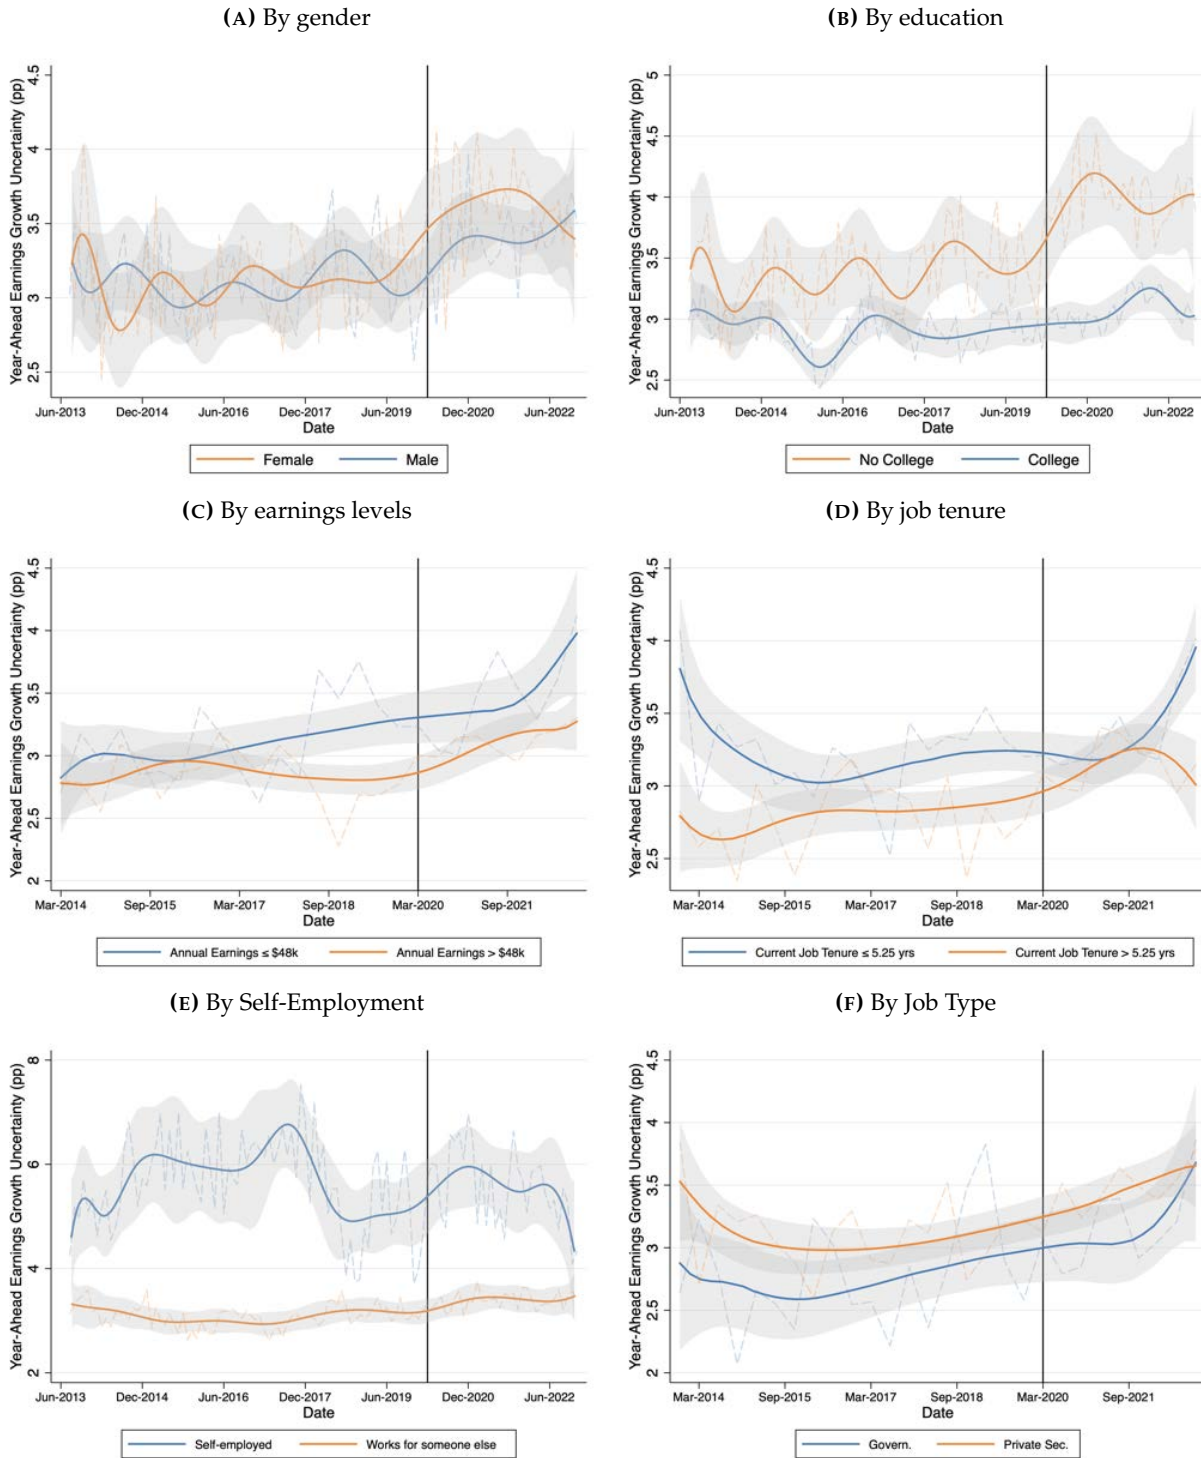 (A) By gender
Year-Ahead Earnings Growth Uncertainty (pp)
4.5
4
3.5
3
2.5
Jun-2013 Dec-2014 Jun-2016 Dec-2017 Jun-2019 Dec-2020 Jun-2022
Date
Female Male
(B) By education
Year-Ahead Earnings Growth Uncertainty (pp)
5
4.5
4
3.5
3
2.5
Jun-2013 Dec-2014 Jun-2016 Dec-2017 Jun-2019 Dec-2020 Jun-2022
Date
No College College
(C) By earnings levels
Year-Ahead Earnings Growth Uncertainty (pp)
4.5
4
3.5
3
2.5
2
Mar-2014 Sep-2015 Mar-2017 Sep-2018 Mar-2020 Sep-2021
Date
Annual Earnings ≤ $48k Annual Earnings > $48k
(D) By job tenure
Year-Ahead Earnings Growth Uncertainty (pp)
4.5
4
3.5
3
2.5
Mar-2014 Sep-2015 Mar-2017 Sep-2018 Mar-2020 Sep-2021
Date
Current Job Tenure ≤ 5.25 yrs Current Job Tenure > 5.25 yrs
(E) By Self-Employment
Year-Ahead Earnings Growth Uncertainty (pp)
8
6
4
2
Jun-2013 Dec-2014 Jun-2016 Dec-2017 Jun-2019 Dec-2020 Jun-2022
Date
Self-employed Works for someone else
(F) By Job Type
Year-Ahead Earnings Growth Uncertainty (pp)
4.5
4
3.5
3
2.5
2
Mar-2014 Sep-2015 Mar-2017 Sep-2018 Mar-2020 Sep-2021
Date
Govern. Private Sec.